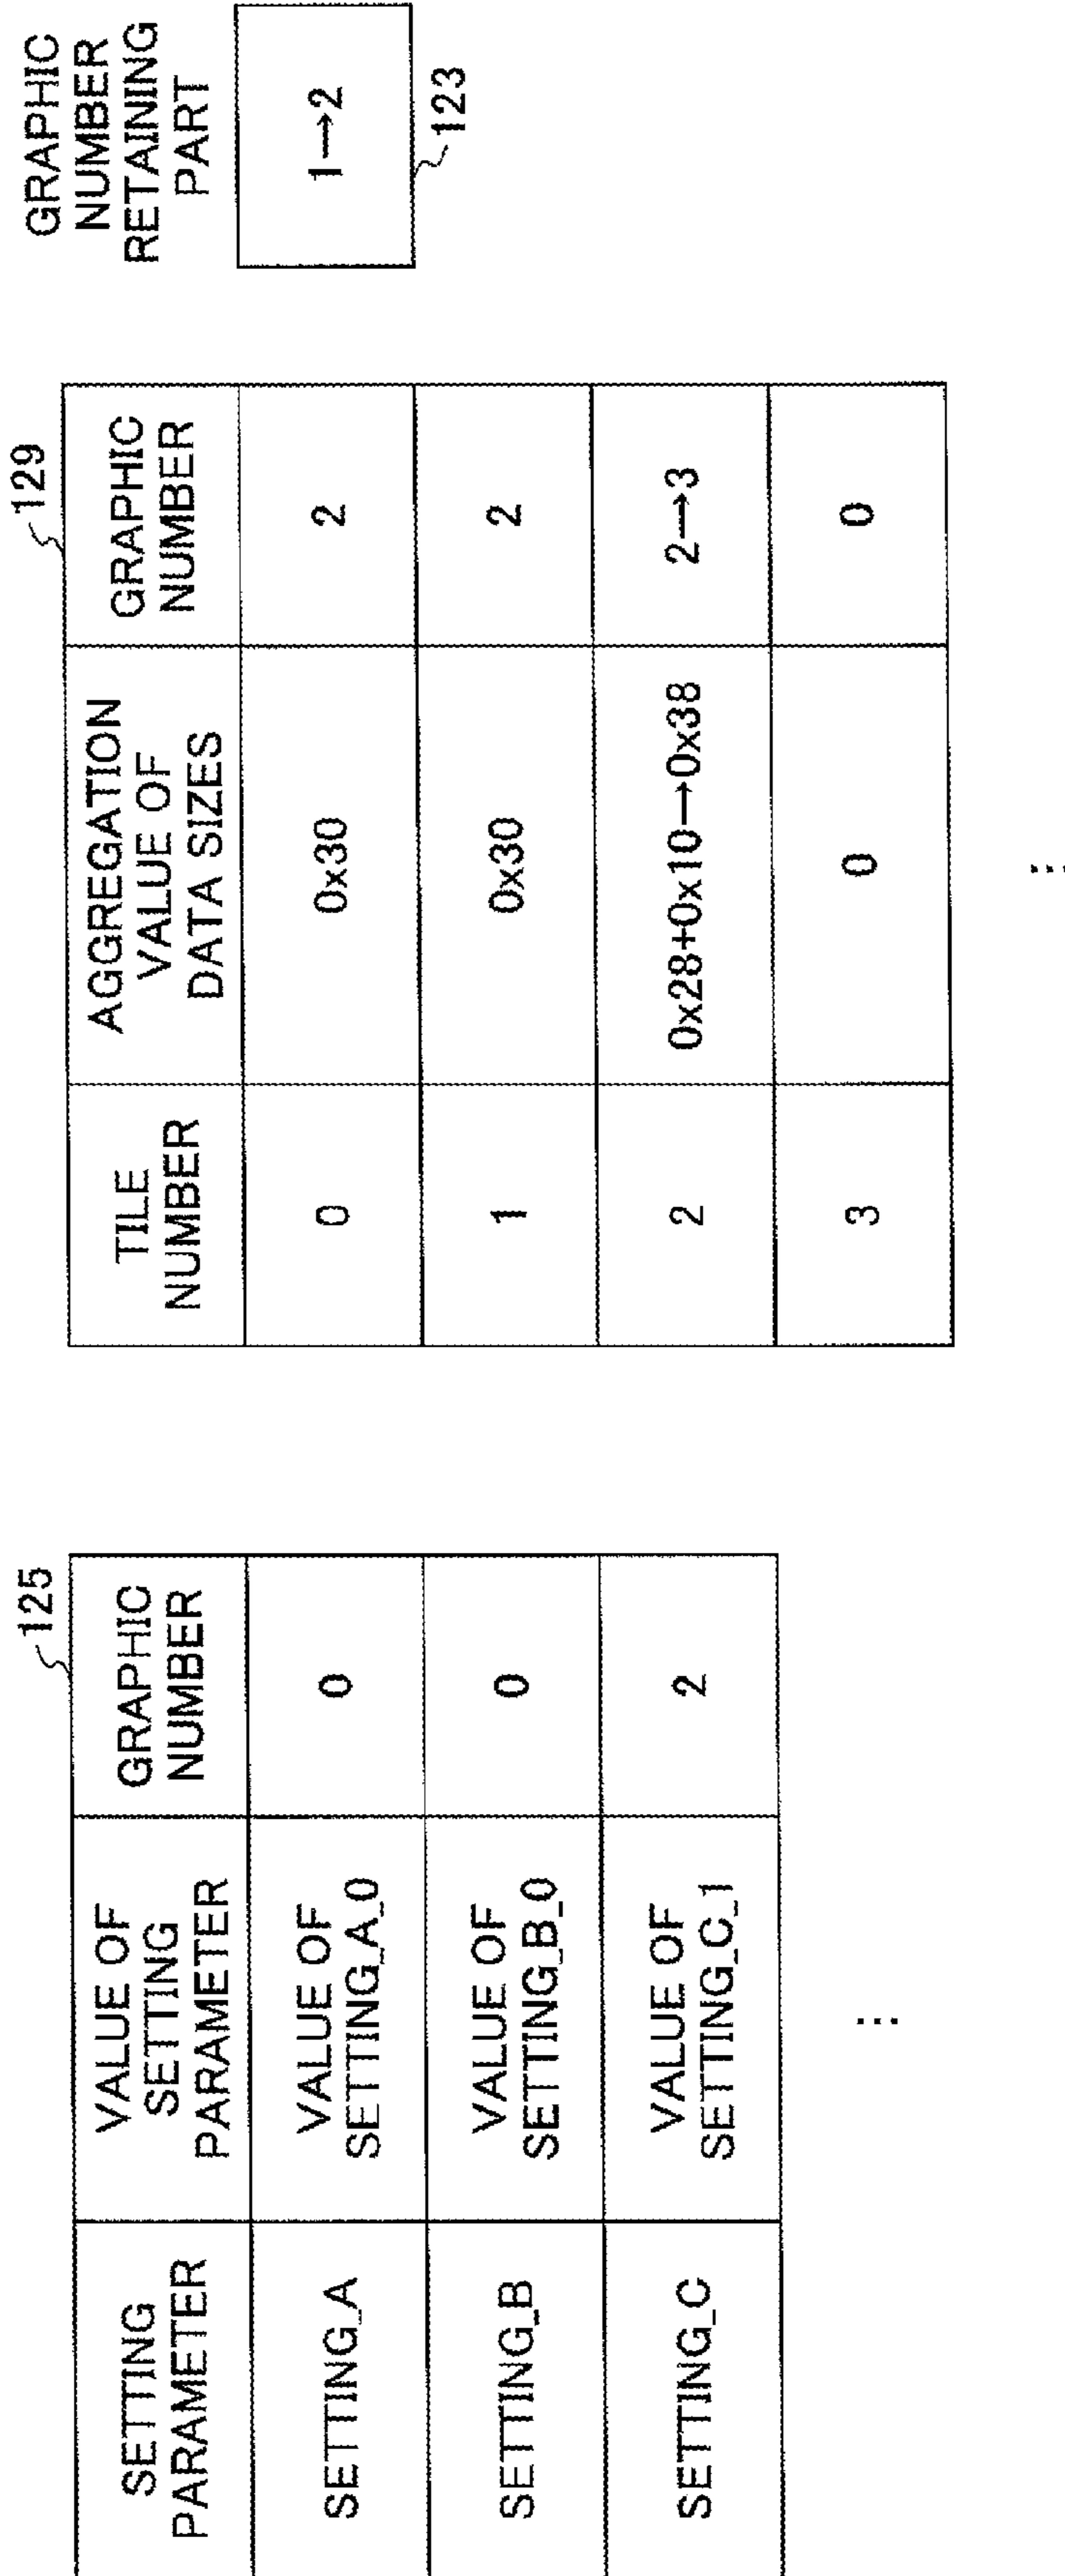 125
SETTING
PARAMETER
VALUE OF
SETTING
PARAMETER
GRAPHIC
NUMBER
SETTING_A
VALUE OF
SETTING_A_0
0
SETTING_B
VALUE OF
SETTING_B_0
0
SETTING_C
VALUE OF
SETTING_C_1
2
...
129
TILE
NUMBER
AGGREGATION
VALUE OF
DATA SIZES
GRAPHIC
NUMBER
0
0x30
2
1
0x30
2
2
0x28+0x10→0x38
2→3
3
0
0
...
GRAPHIC
NUMBER
RETAINING
PART
1→2
123